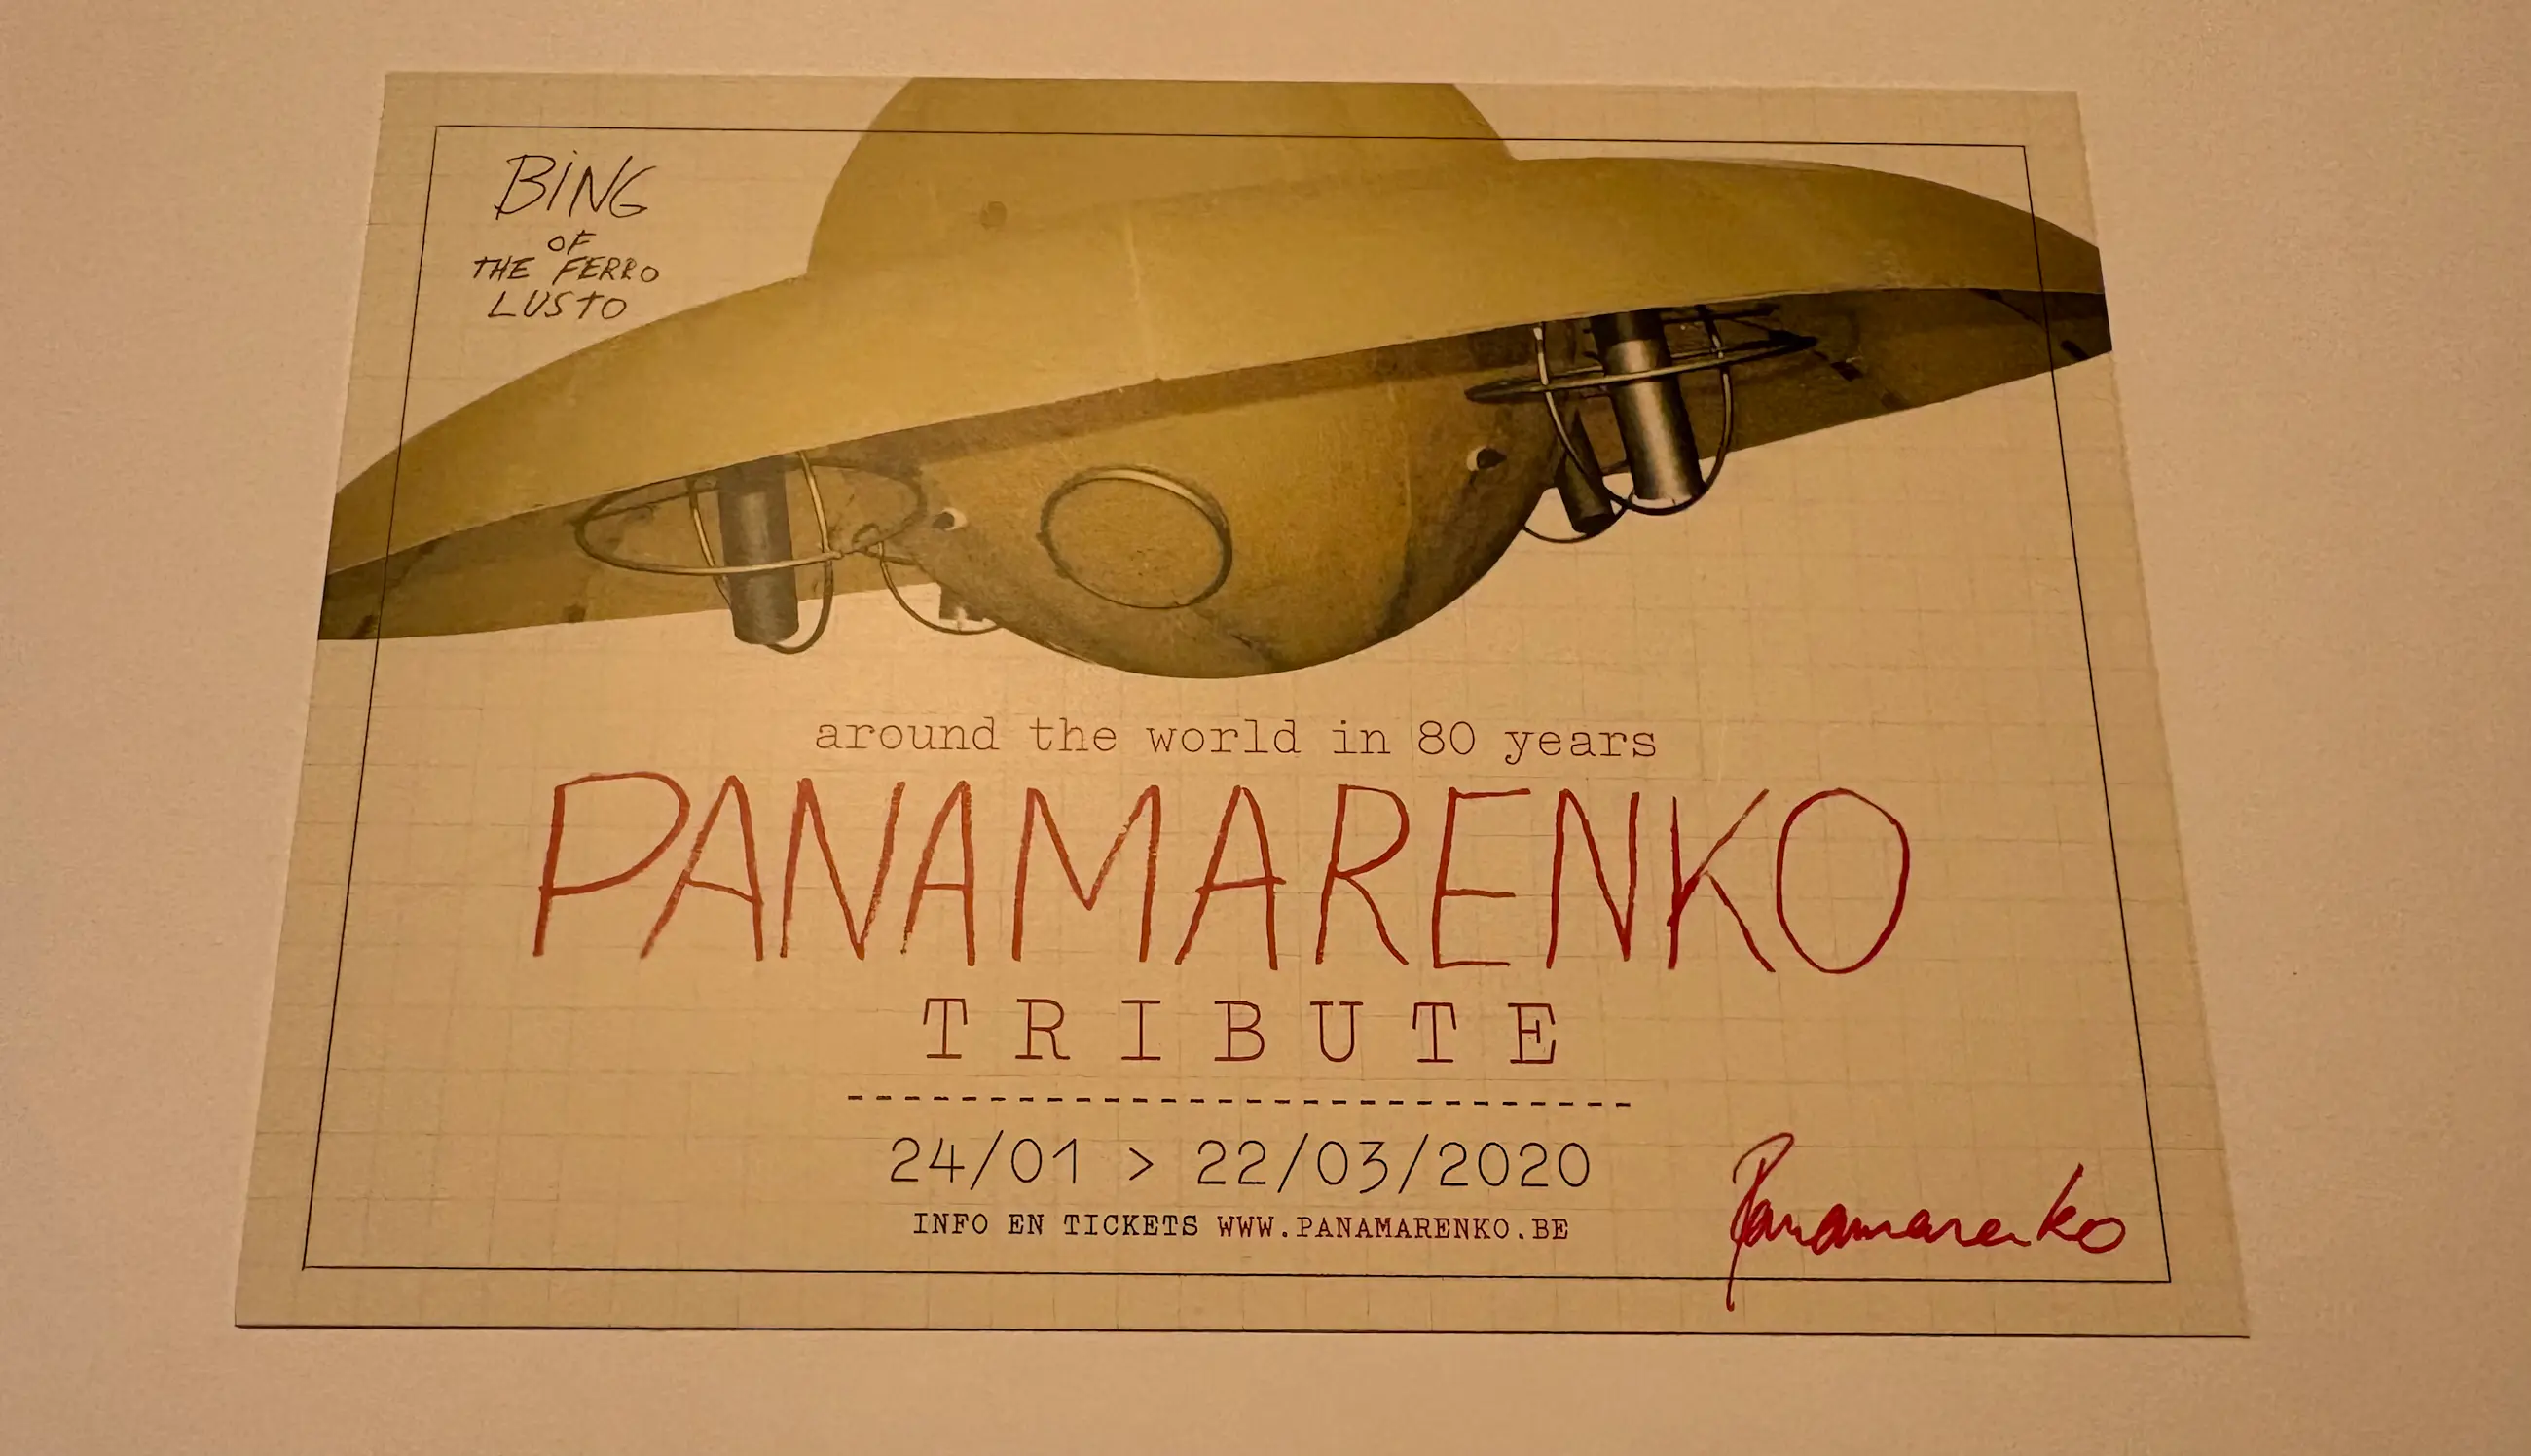 BiNG
OF
THE FERRO
LUSTO
around the world in 80 years
PANAMARENKO
TRIBUTE
24/01 > 22/03/2020
INFO EN TICKETS WWW.PANAMARENKO.BE
Panamarenko